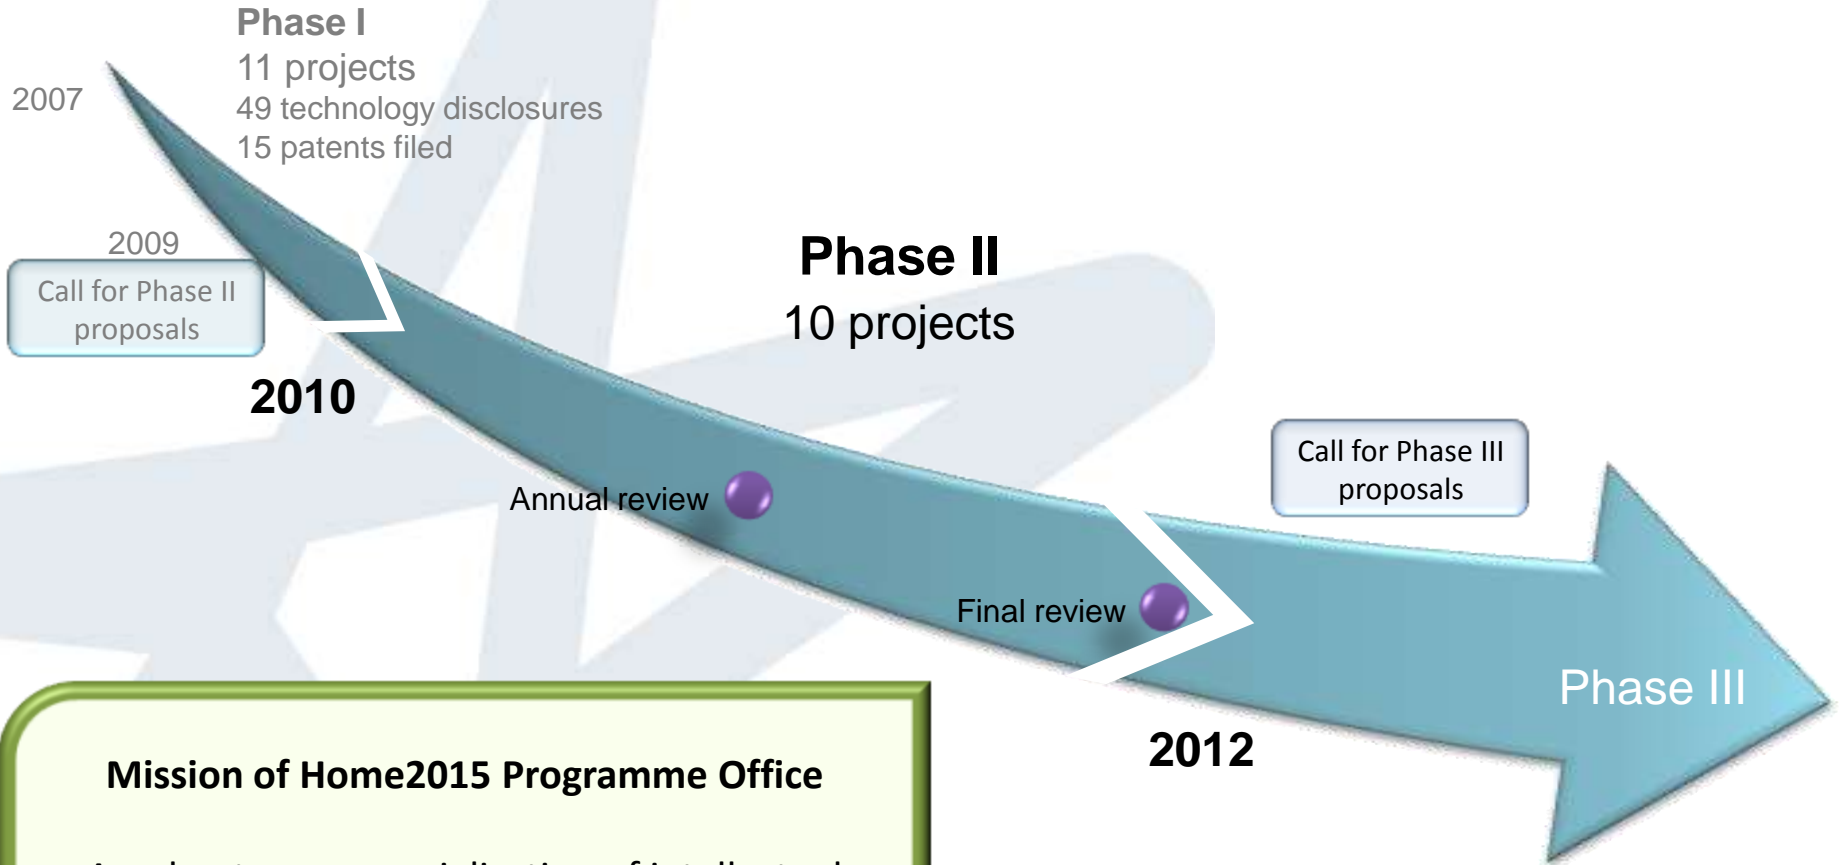 Phase I
11 projects
2007
49 technology disclosures
15 patents filed
2009
Call for Phase II
proposals
Phase II
10 projects
2010
Annual review
Call for Phase III
proposals
Final review
Phase III
2012
Mission of Home2015 Programme Office